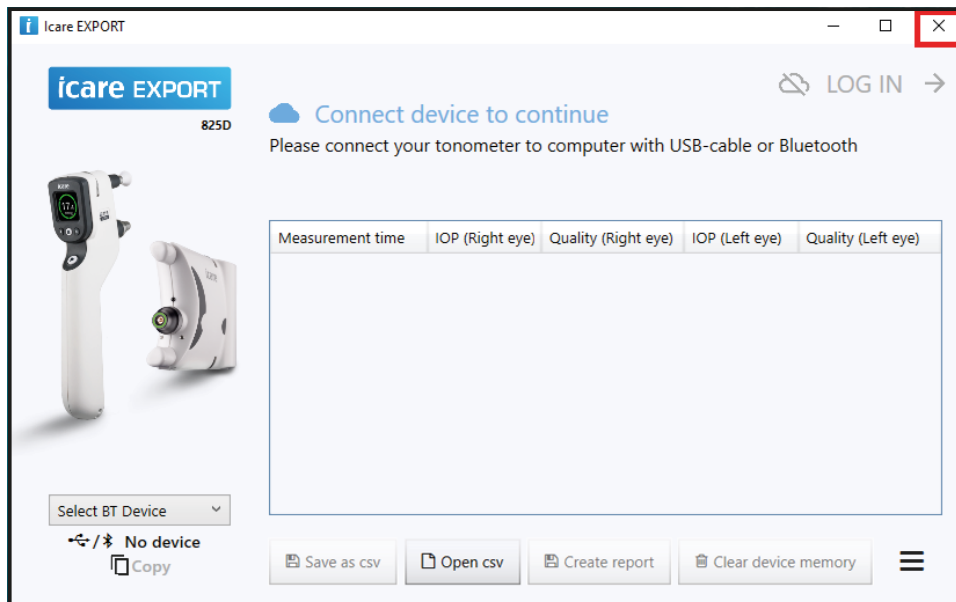 Icare EXPORT
icare EXPORT
825D
LOG IN
Connect device to continue
Please connect your tonometer to computer with USB-cable or Bluetooth
Measurement time IOP (Right eye) Quality (Right eye) IOP (Left eye) Quality (Left eye)
Select BT Device
/ No device
Copy
Save as csv Open csv Create report Clear device memory